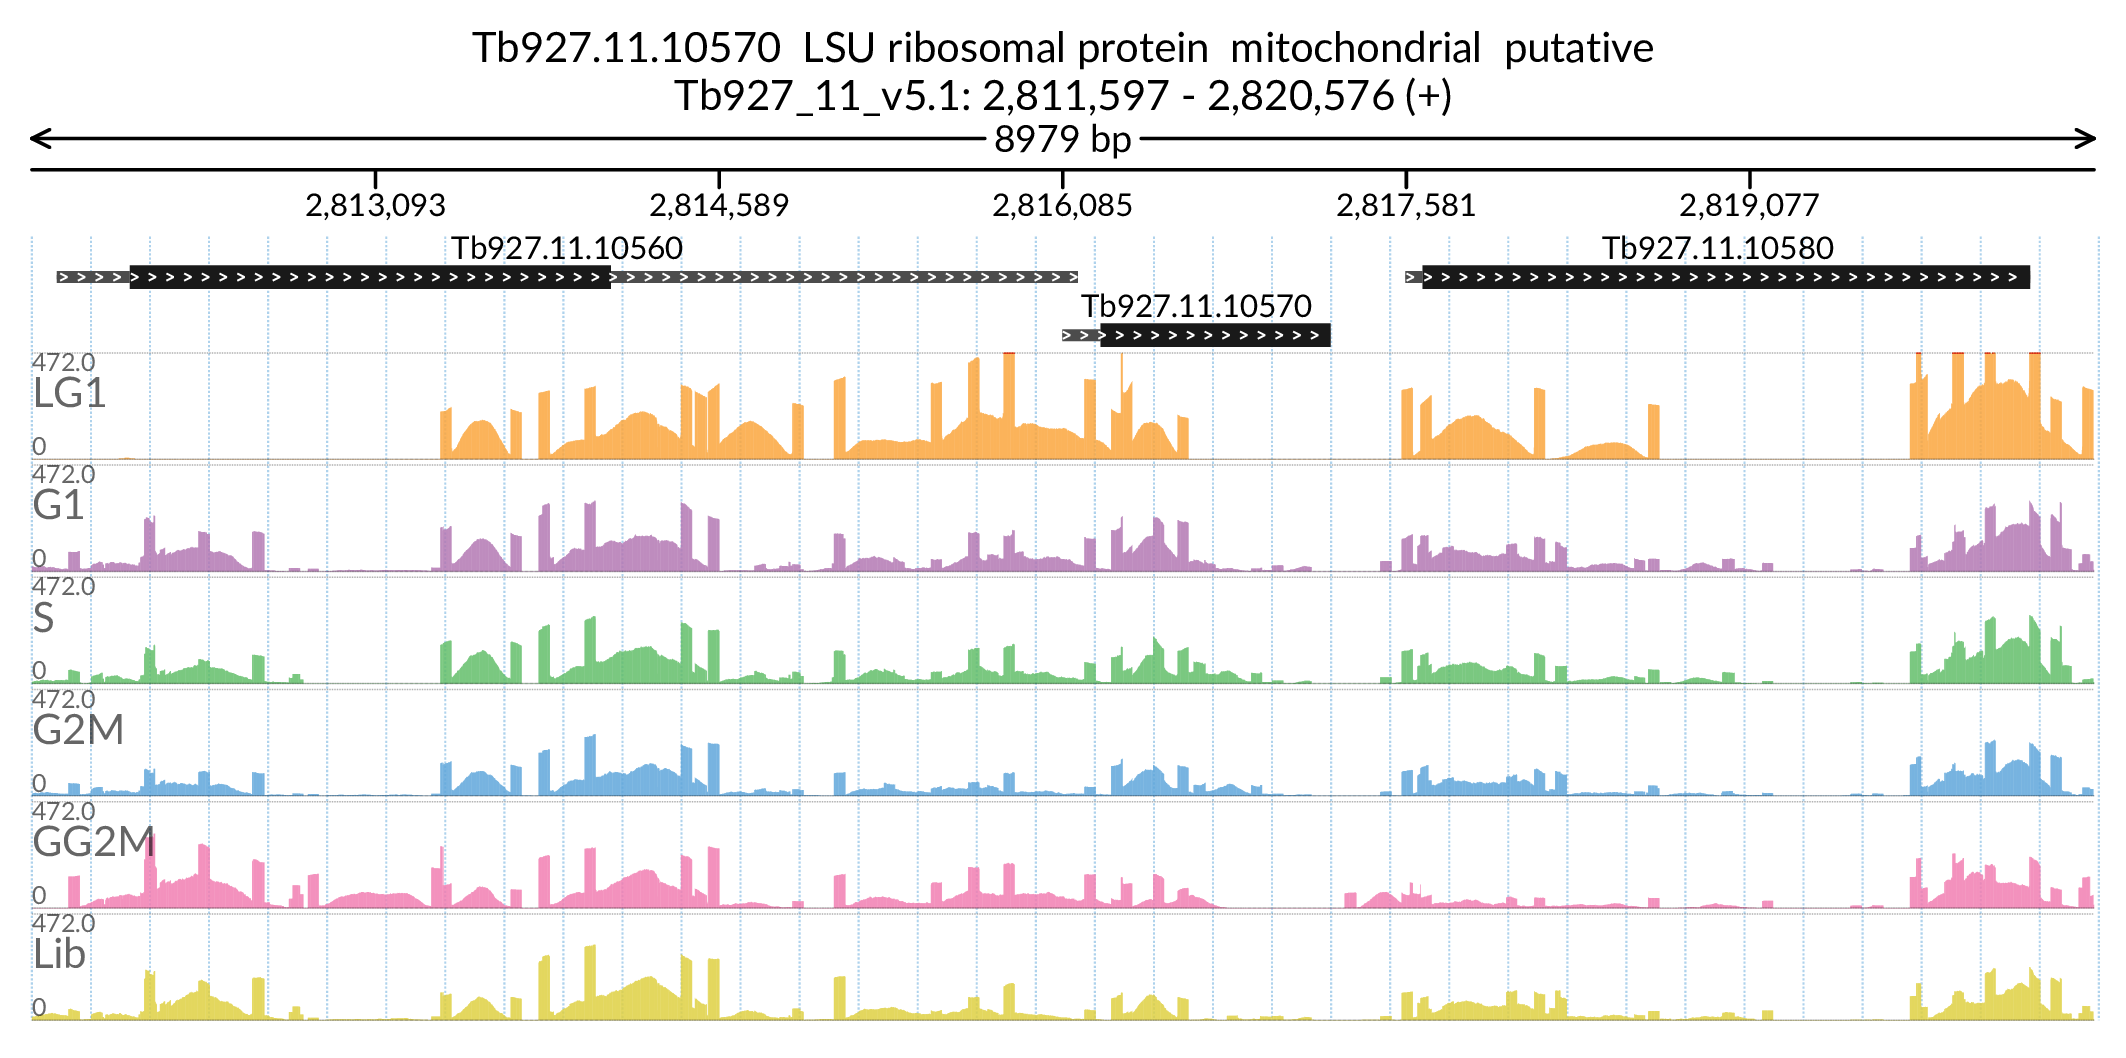 Tb927.11.10570 LSU ribosomal protein mitochondrial putative
Tb927_11_v5.1: 2,811,597 - 2,820,576 (+)
8979 bp
2,813,093 2,814,589 2,816,085 2,817,581 2,819,077
Tb927.11.10560 Tb927.11.10580
Tb927.11.10570
472.0
LG1
0
472.0
G1
0
472.0
S
0
472.0
G2M
0
472.0
GG2M
0
472.0
Lib
0